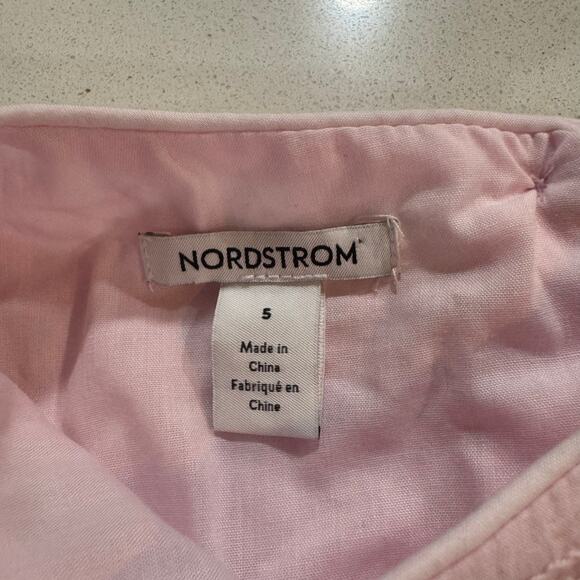 NORDSTROM
5
Made in
China
Fabriqué en
Chine